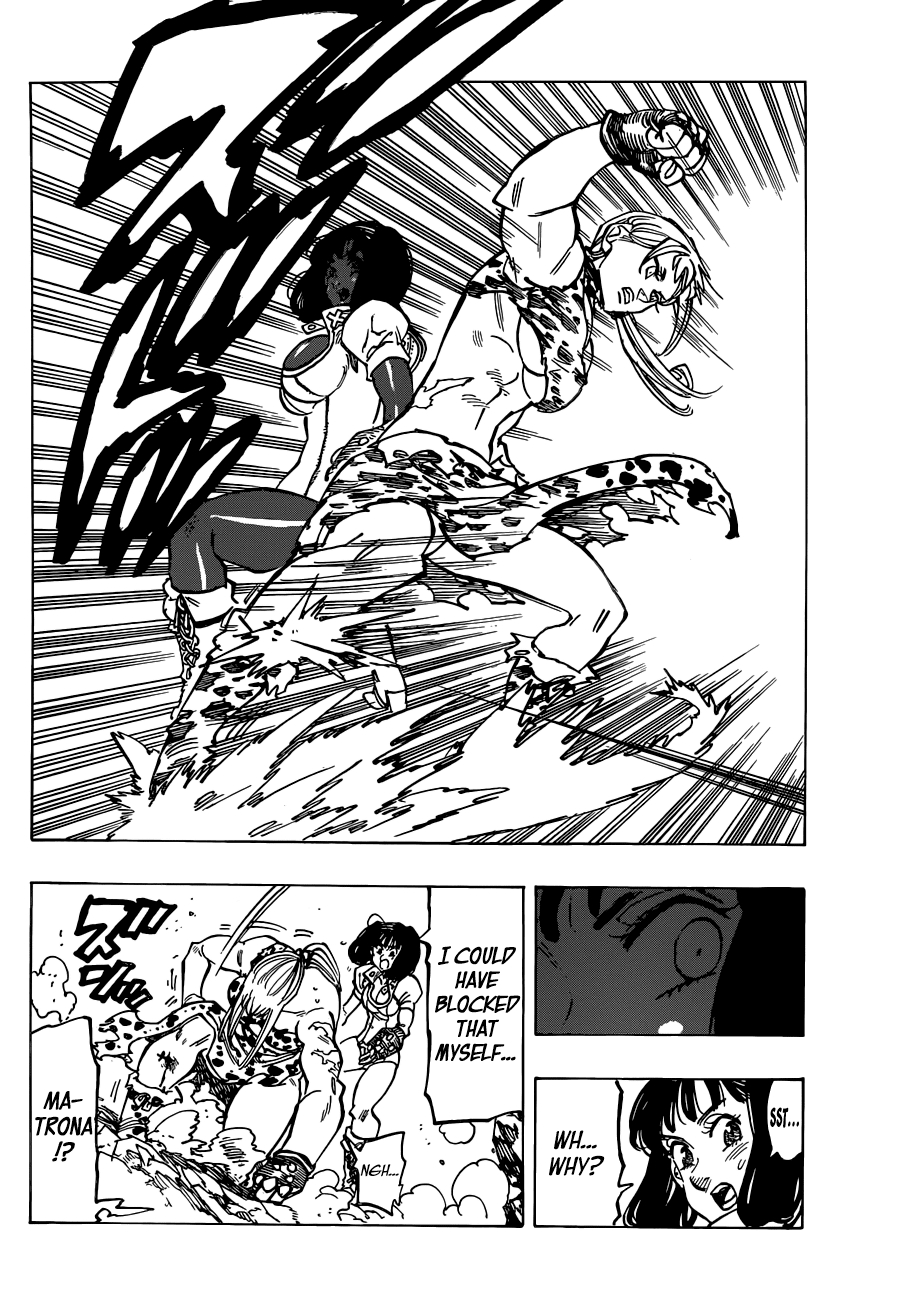 SST...
WH...
WHY?
I COULD
HAVE
BLOCKED
THAT
MYSELF...
NGH...
MA-
TRONA
!?